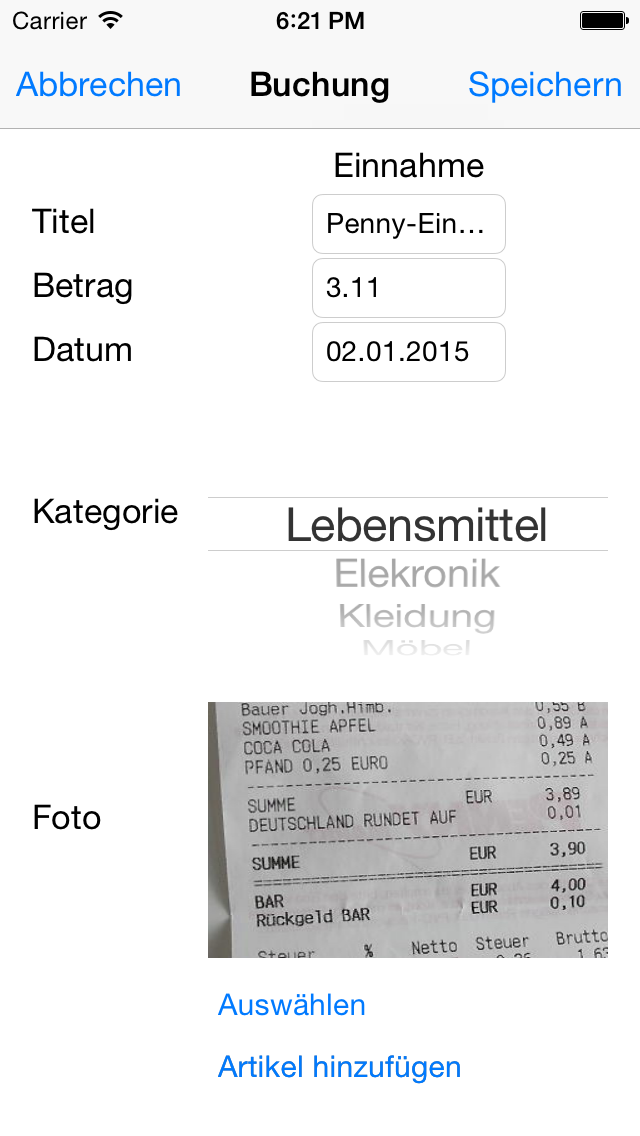 Carrier 6:21 PM
Abbrechen Buchung Speichern
Einnahme
Titel Penny-Ein...
Betrag 3.11
Datum 02.01.2015
Kategorie Lebensmittel
Elekronik
Kleidung
Möbel
Foto
Bauer Jogh.Himb. 0,55 B
SMOOTHIE APFEL 0,89 A
COCA COLA 0,49 A
PFAND 0,25 EURO 0,25 A
SUMME EUR 3,89
DEUTSCHLAND RUNDET AUF 0,01
SUMME EUR 3,90
BAR EUR 4,00
Rückgeld BAR EUR 0,10
Steuer % Netto Steuer Brutto
Auswählen
Artikel hinzufügen